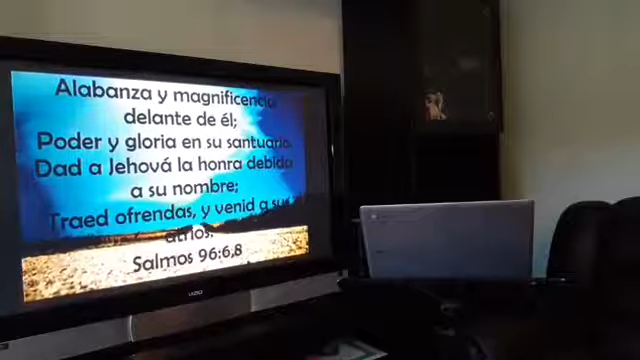 Alabanza y magnificencia
delante de él;
Poder y gloria en su santuario.
Dad a Jehová la honra debida
a su nombre;
Traed ofrendas, y venid a sus
atrios.
Salmos 96:6,8
VIZIO